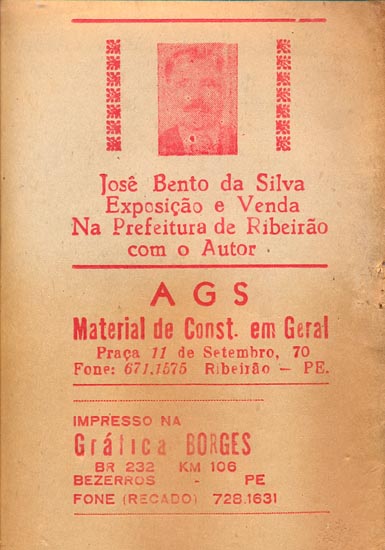 José Bento da Silva
Exposição e Venda
Na Prefeitura de Ribeirão
com o Autor
AGS
Material de Const. em Geral
Praça 11 de Setembro, 70
Fone: 671.1575 Ribeirão — PE.
IMPRESSO NA
Gráfica BORGES
BR 232 KM 106
BEZERROS - PE
FONE (RECADO) 728.1631